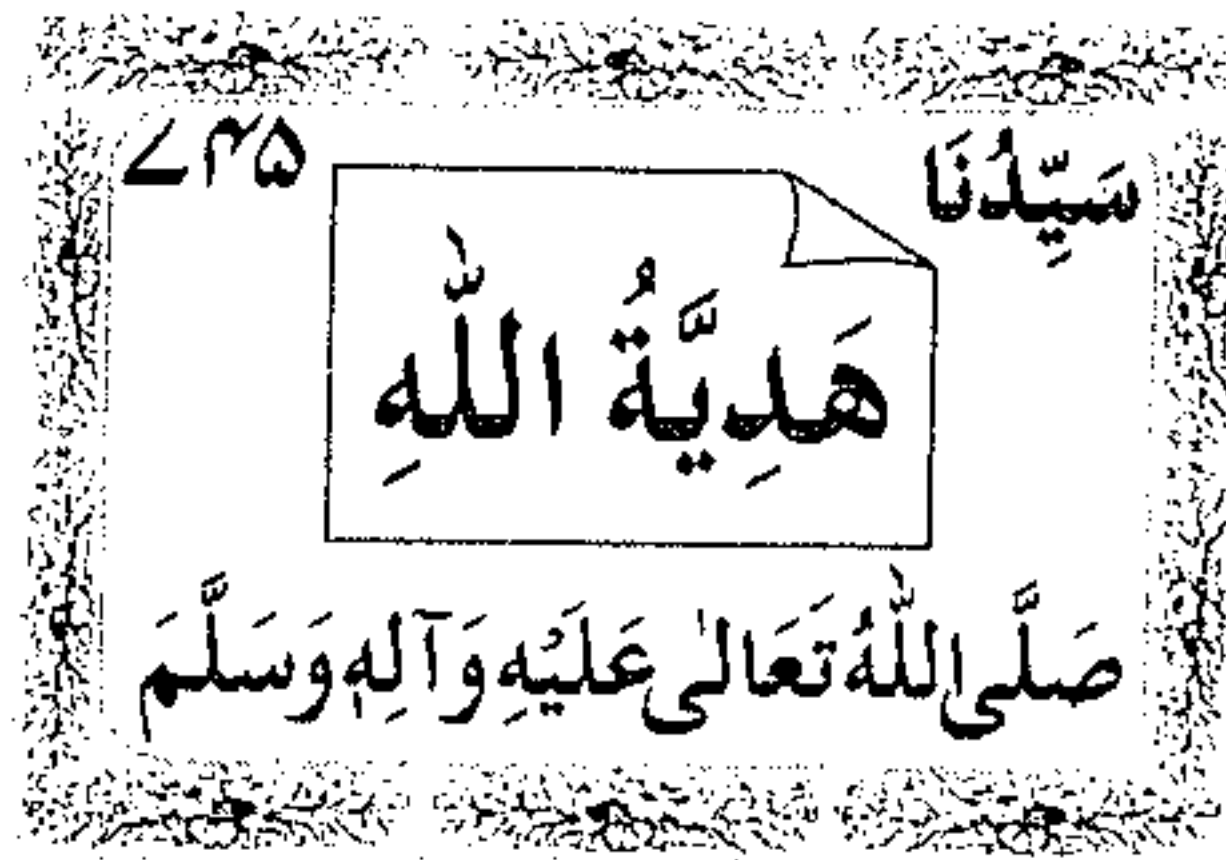 سَيِّدُنَا
۷۴۵
هَدِيَّةُ اللّٰهِ
صَلَّی اللّٰهُ تَعَالٰی عَلَيْهِ وَآلِهٖ وَسَلَّمَ